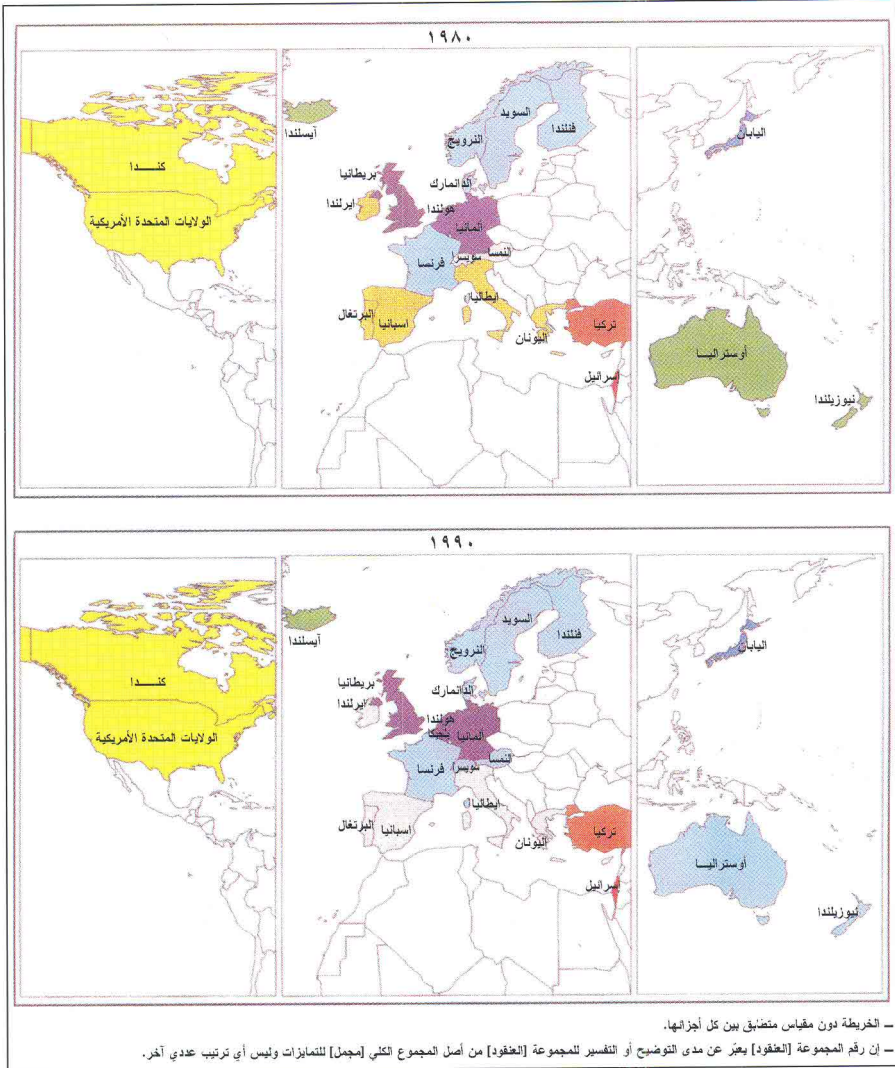 ١٩٨٠
كنـــدا
الولايات المتحدة الأمريكية
آيسلندا
السويد
فنلندا
النرويج
الدانمارك
بريطانيا
ايرلندا
هولندا
ألمانيا
النمسا
سويسرا
فرنسا
ايطاليا
البرتغال
اسبانيا
اليونان
تركيا
اسرائيل
اليابان
أوستراليـــا
نيوزيلندا
١٩٩٠
كنـــدا
الولايات المتحدة الأمريكية
آيسلندا
السويد
فنلندا
النرويج
الدانمارك
بريطانيا
ايرلندا
هولندا
بلجيكا
ألمانيا
النمسا
سويسرا
فرنسا
ايطاليا
البرتغال
اسبانيا
اليونان
تركيا
اسرائيل
اليابان
أوستراليـــا
نيوزيلندا
– الخريطة دون مقياس متطابق بين كل أجزائها.
– إن رقم المجموعة [العنقود] يعبّر عن مدى التوضيح أو التفسير للمجموعة [العنقود] من أصل المجموع الكلي [مجمل] للتمايزات وليس أي ترتيب عددي آخر.